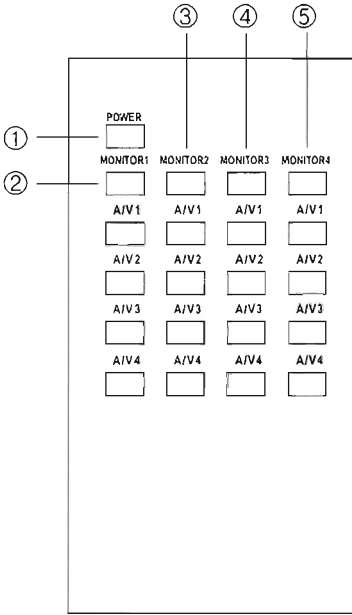 ③ ④ ⑤
POWER
①
MONITOR1 MONITOR2 MONITOR3 MONITOR4
②
A/V1 A/V1 A/V1 A/V1
A/V2 A/V2 A/V2 A/V2
A/V3 A/V3 A/V3 A/V3
A/V4 A/V4 A/V4 A/V4